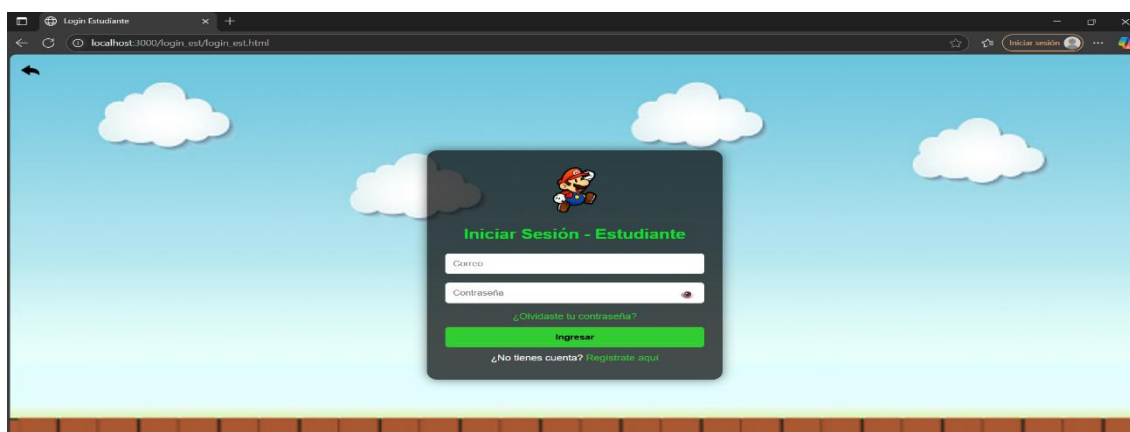 Login Estudiante
localhost:3000/login_est/login_est.html
Iniciar sesión
Iniciar Sesión - Estudiante
Correo
Contraseña
¿Olvidaste tu contraseña?
Ingresar
¿No tienes cuenta? Regístrate aquí